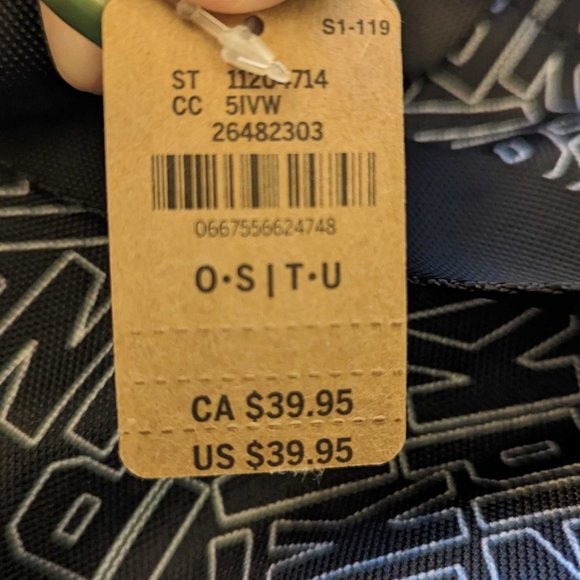 S1-119
ST 11204714
CC 5IVW
26482303
0667556624748
O·S|T·U
CA $39.95
US $39.95